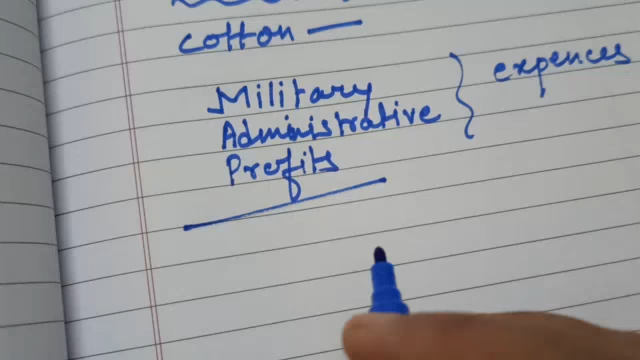 cotton —
Military
Administrative } expences
Profits